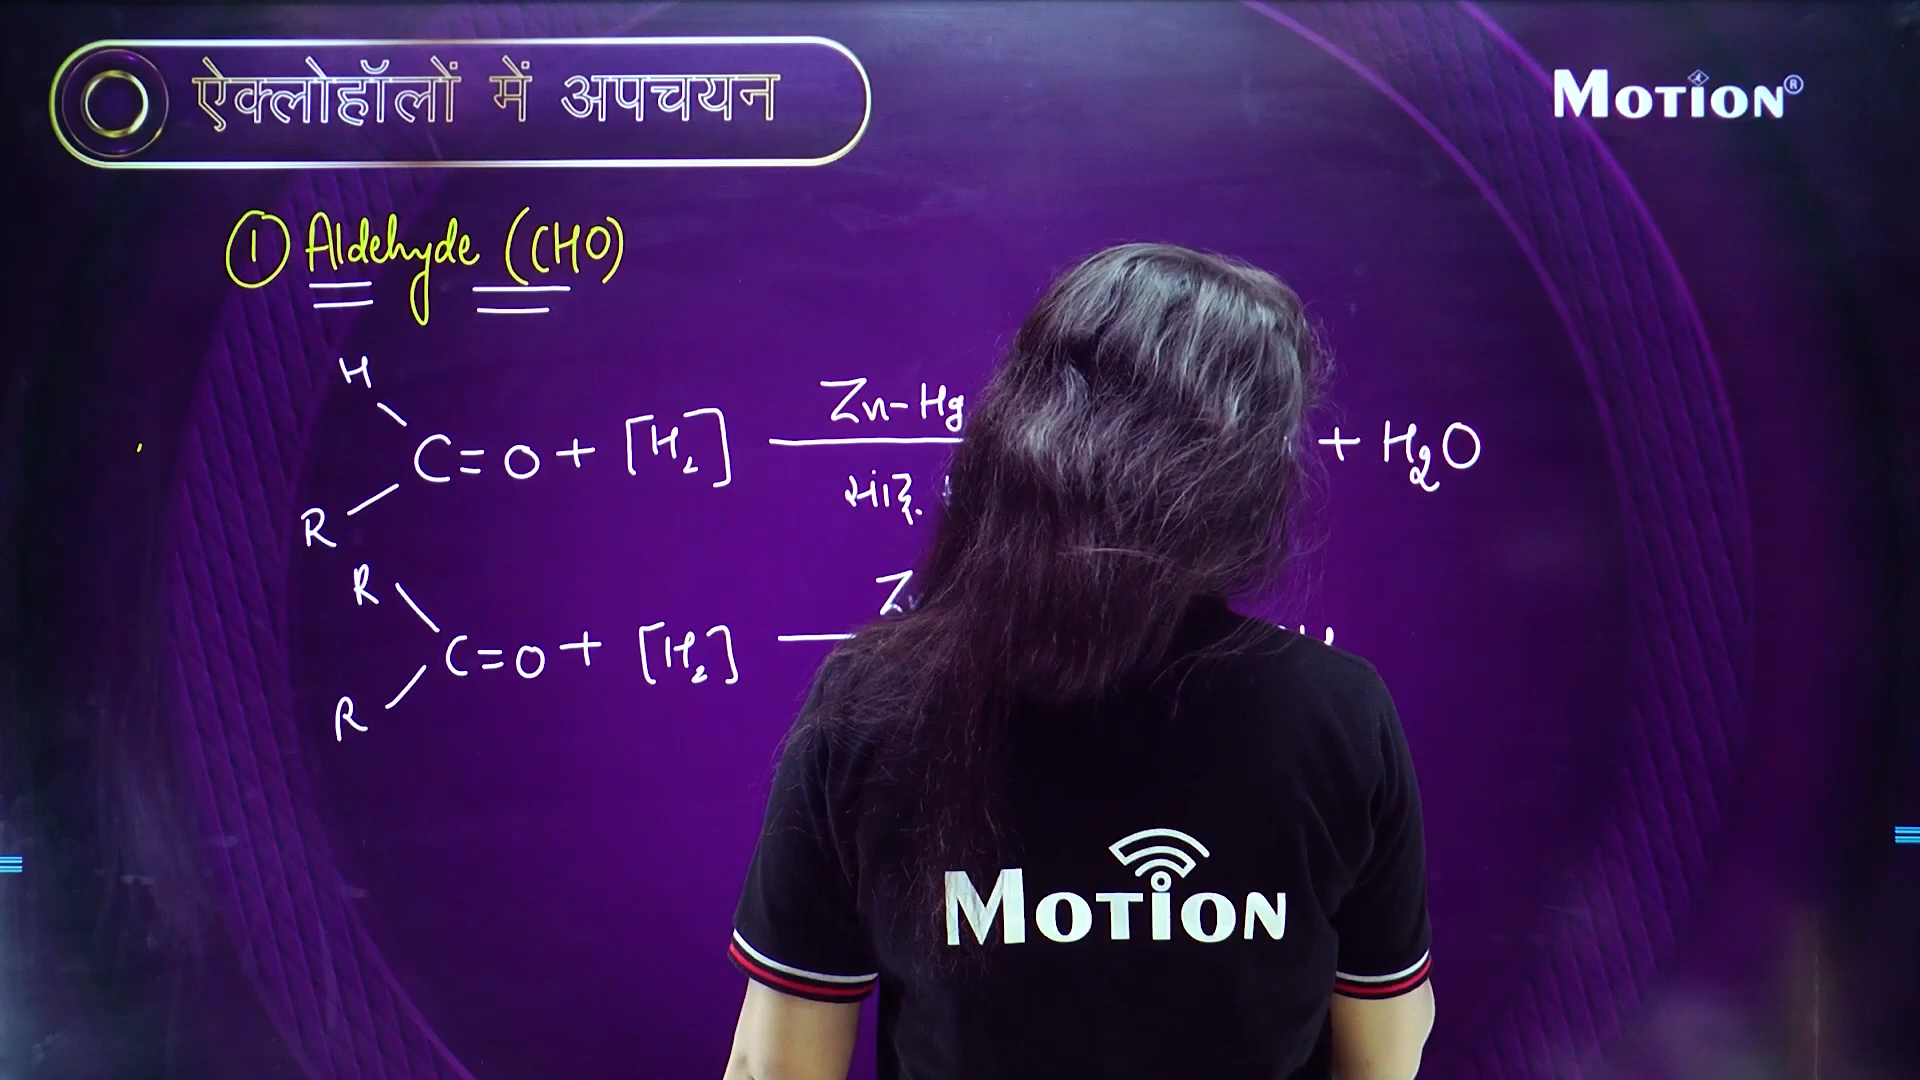 ऐक्लोहॉलों में अपचयन
MOTiON®
① Aldehyde (CHO)
H
C=O + [H₂] Zn-Hg + H₂O
सांद्र.
R
R
C=O + [H₂] Z
R
MOTiON